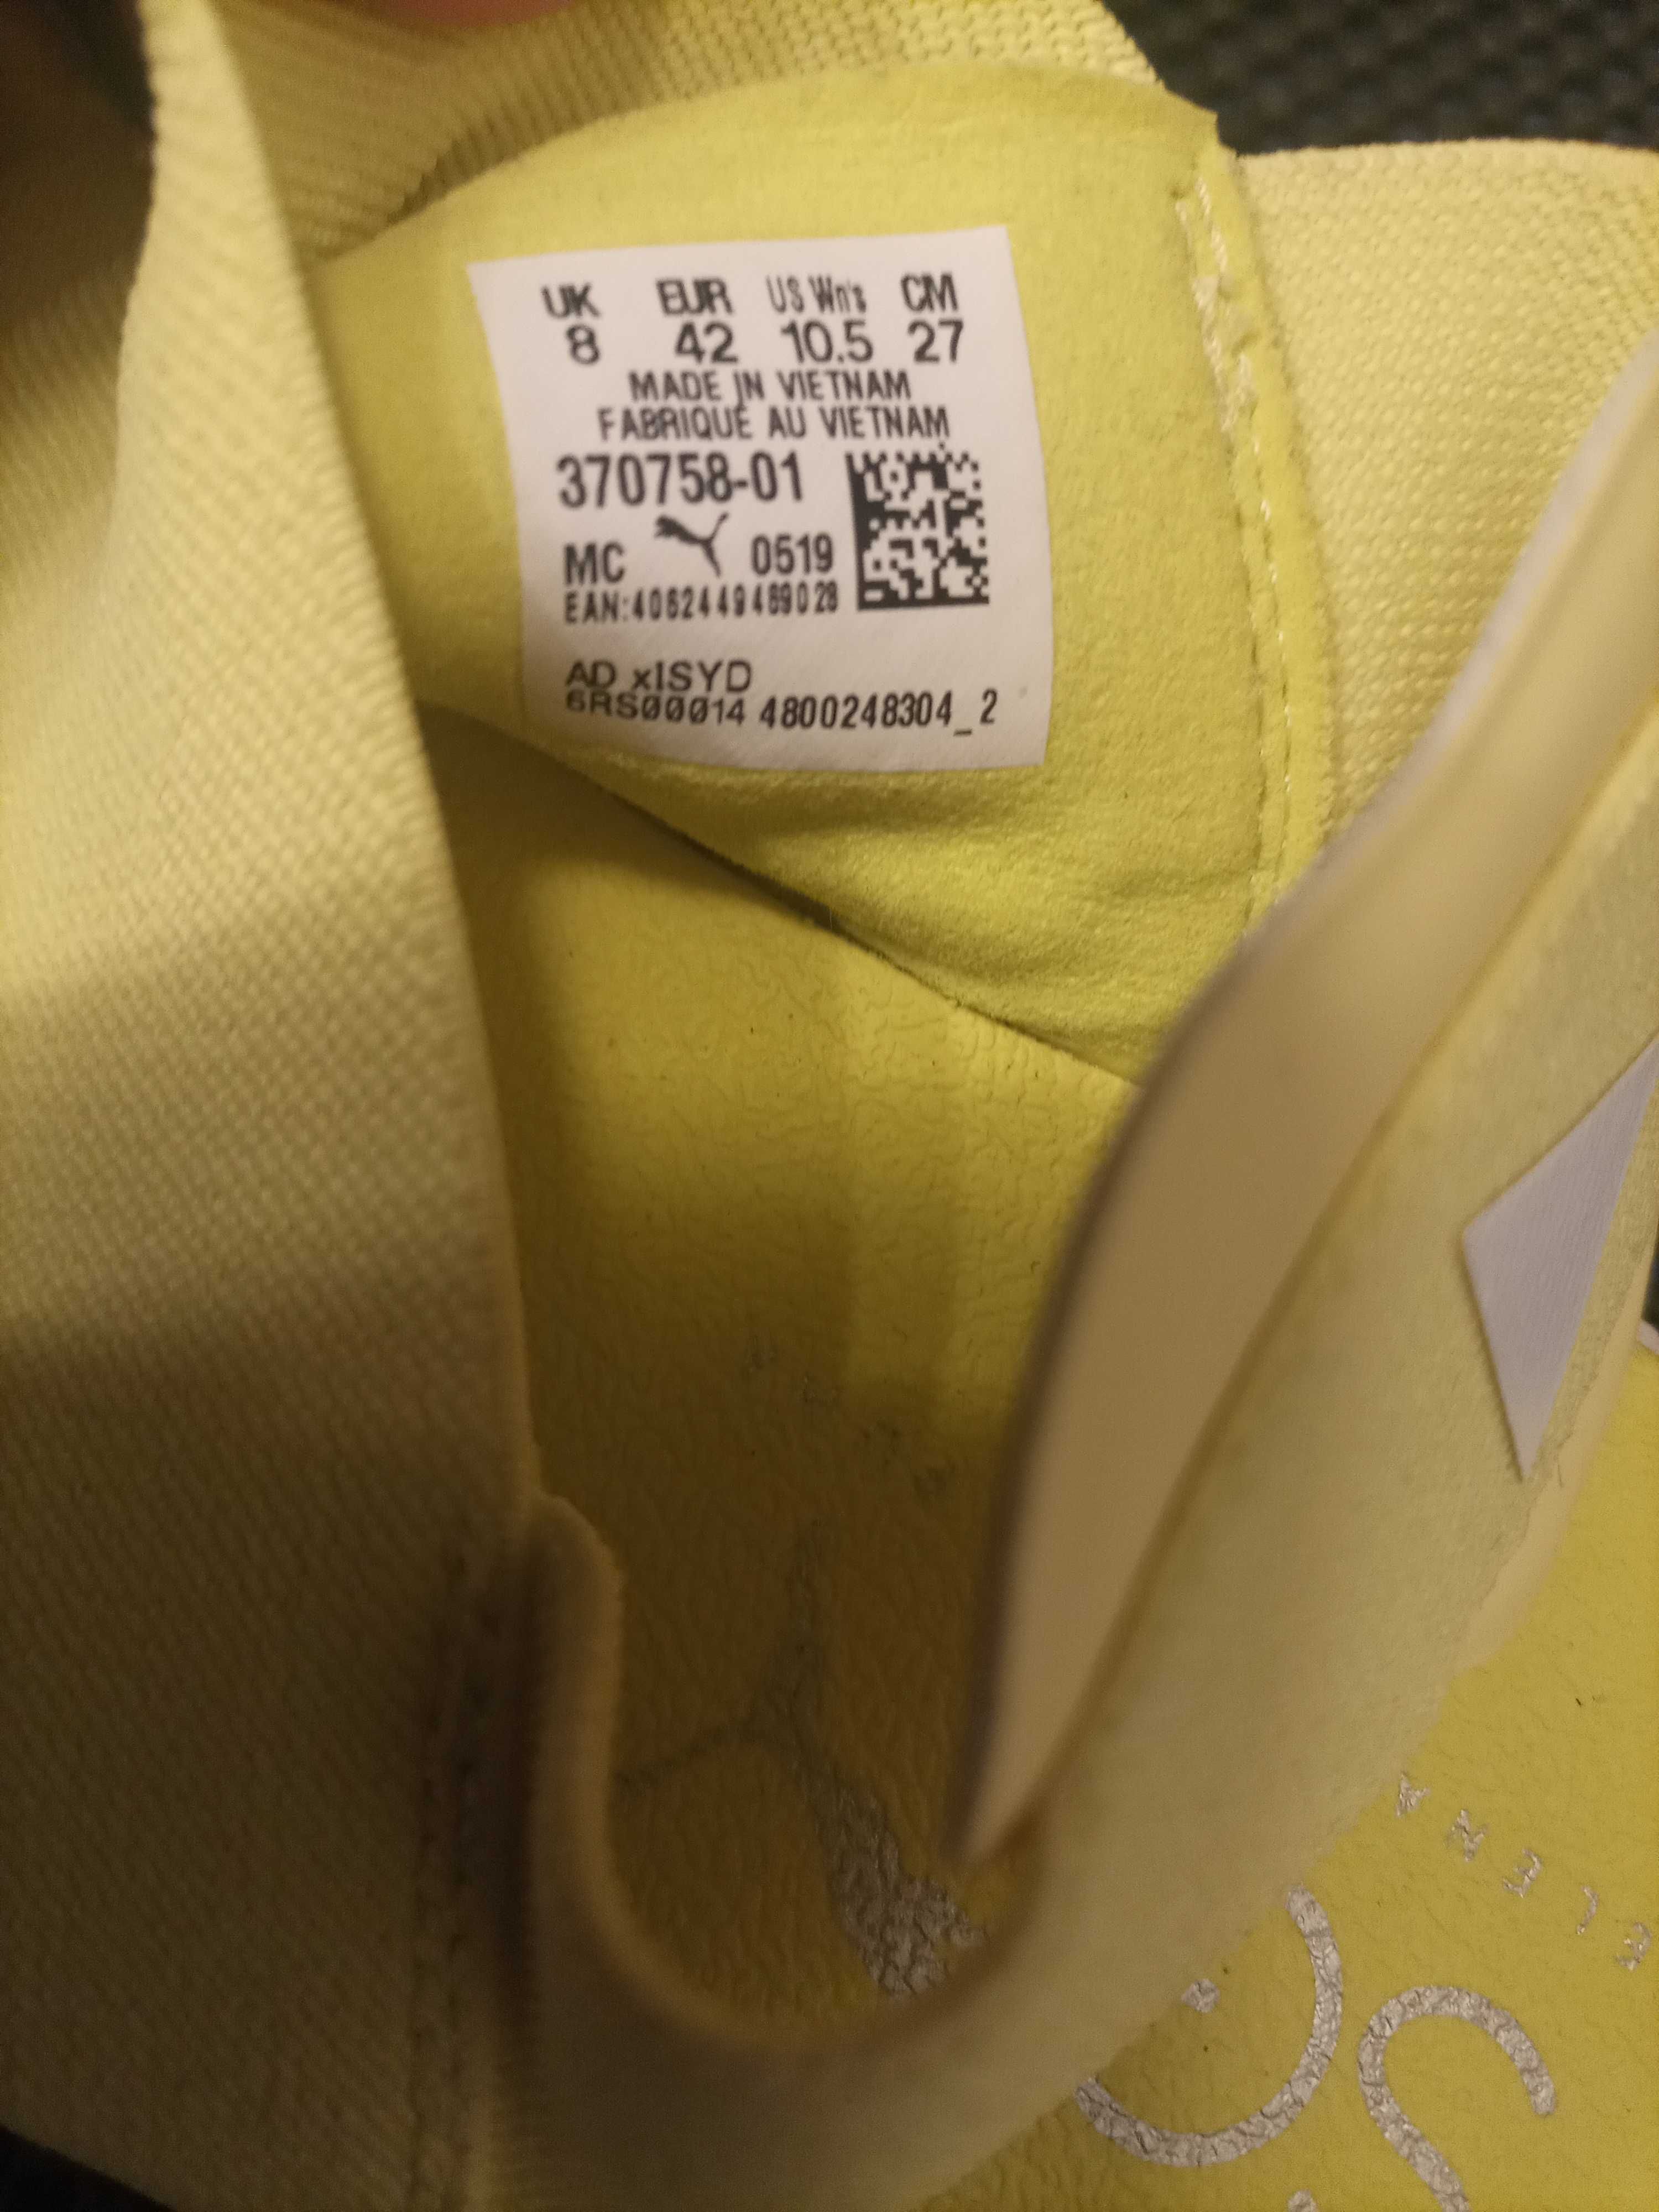 UK EUR US Wn's CM
8 42 10.5 27
MADE IN VIETNAM
FABRIQUÉ AU VIETNAM
370758-01
MC 0519
EAN:4062449469028
AD xISYD
6RS00014 4800248304_2
ELENA